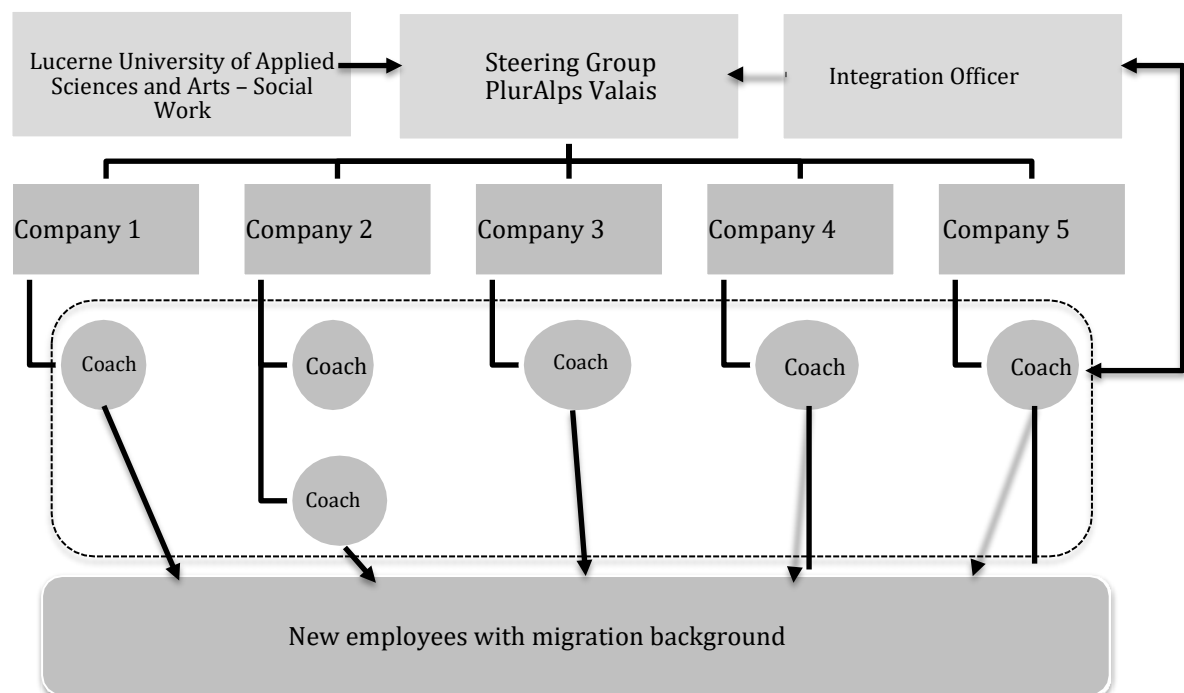 Lucerne University of Applied
Sciences and Arts – Social
Work
Steering Group
PlurAlps Valais
Integration Officer
Company 1
Company 2
Company 3
Company 4
Company 5
Coach
Coach
Coach
Coach
Coach
Coach
New employees with migration background